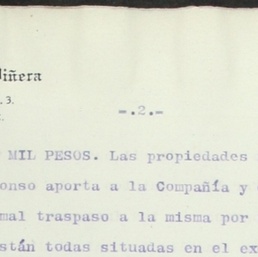 iñera
. 3.
-.2.-
MIL PESOS. Las propiedades
onso aporta a la Compañía y
mal traspaso a la misma por
stán todas situadas en el ex